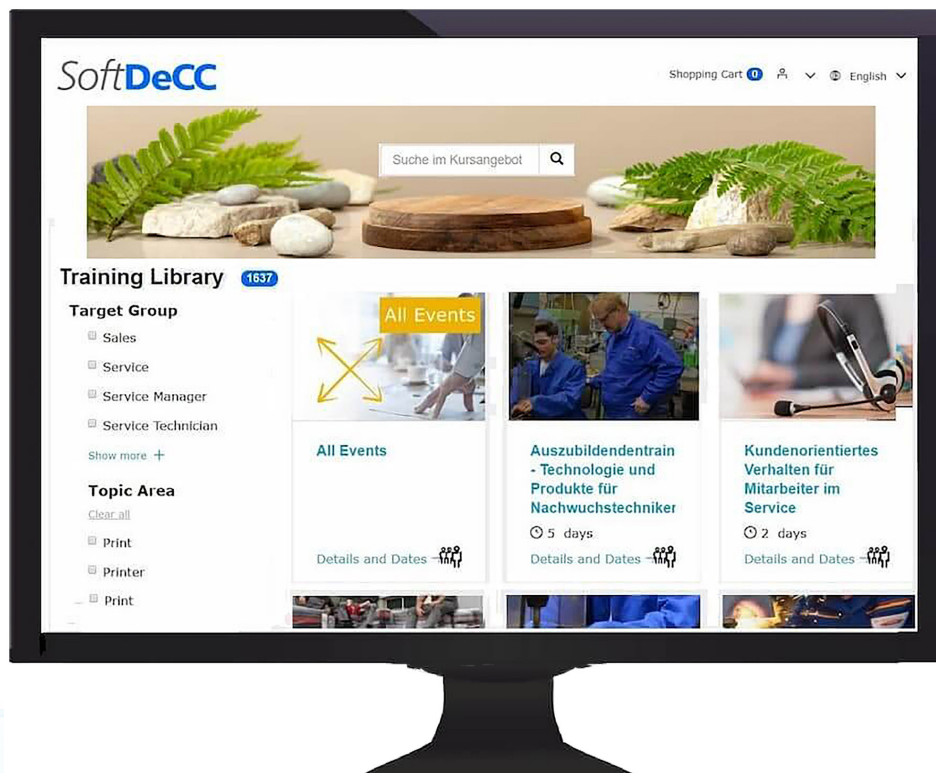 SoftDeCC
Shopping Cart 0
English
Suche im Kursangebot
Training Library 1637
Target Group
Sales
Service
Service Manager
Service Technician
Show more +
Topic Area
Clear all
Print
Printer
Print
All Events
All Events
Details and Dates
Auszubildendentrain
- Technologie und
Produkte für
Nachwuchstechniker
5 days
Details and Dates
Kundenorientiertes
Verhalten für
Mitarbeiter im
Service
2 days
Details and Dates